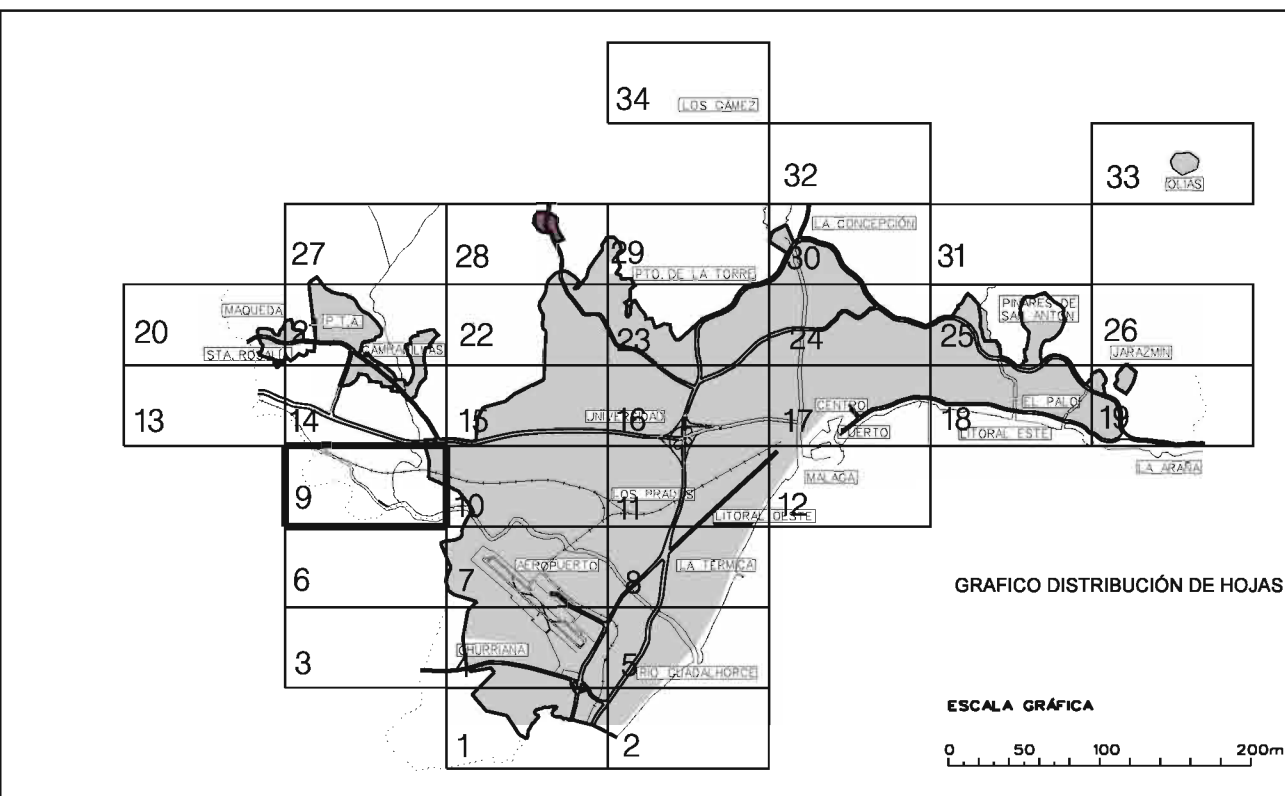 34 LOS GÁMEZ
32 33
OLIAS
LA CONCEPCIÓN
27 28 29 30 31
PTO. DE LA TORRE
MAQUEDA P.T.A. PINARES DE
SAN ANTÓN
20 22 23 24 25 26
STA. ROSALÍA CAMPANILLAS JARAZMIN
EL PALO
CENTRO
13 14 15 UNIVERSIDAD 16 17 PUERTO 18 LITORAL ESTE 19
LA ARAÑA
MALAGA
9 10 LOS PRADOS 11 12
LITORAL OESTE
AEROPUERTO LA TERMICA
6 7 8
GRAFICO DISTRIBUCIÓN DE HOJAS
CHURRIANA
3 5 RIO GUADALHORCE
ESCALA GRÁFICA
1 2
0 50 100 200m